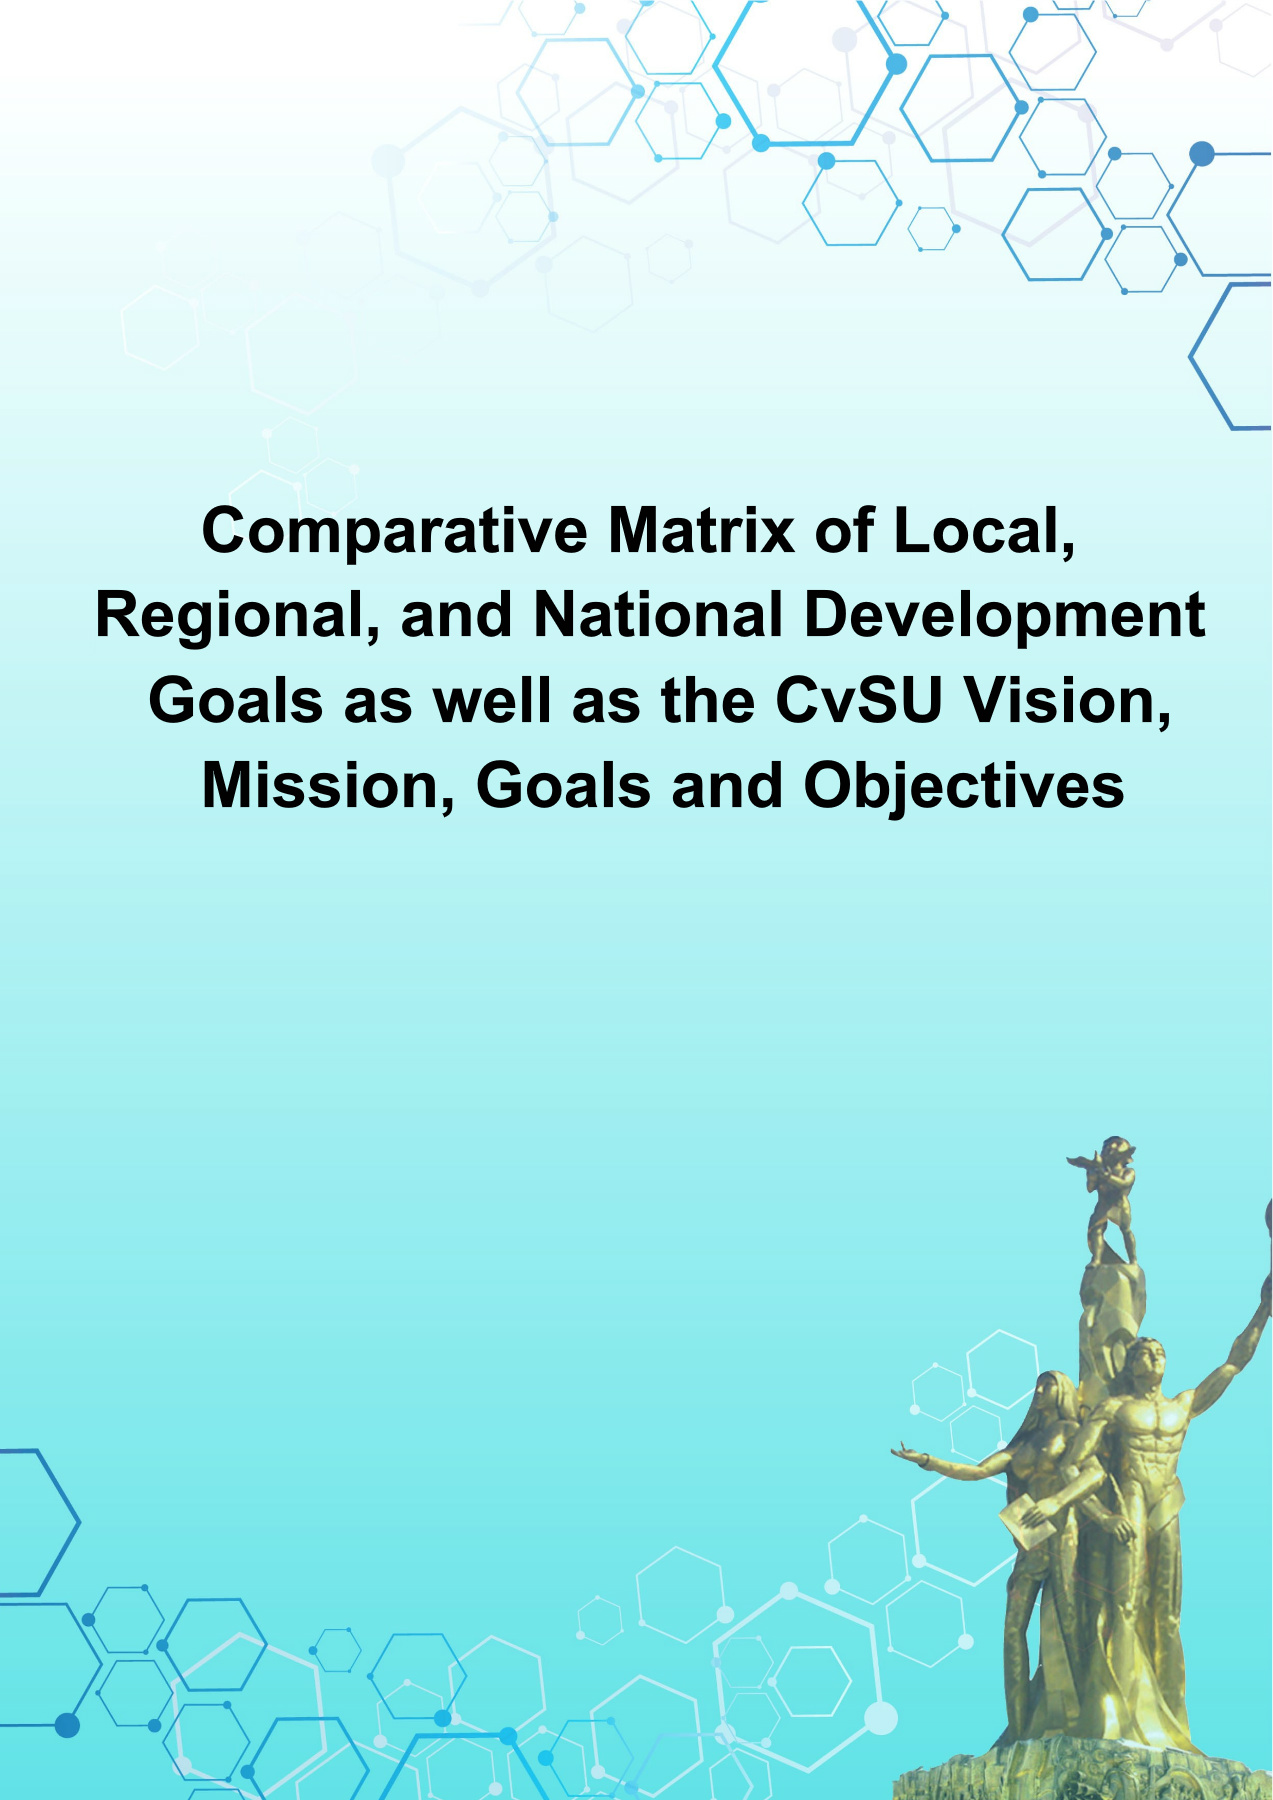 Comparative Matrix of Local,
Regional, and National Development
Goals as well as the CvSU Vision,
Mission, Goals and Objectives